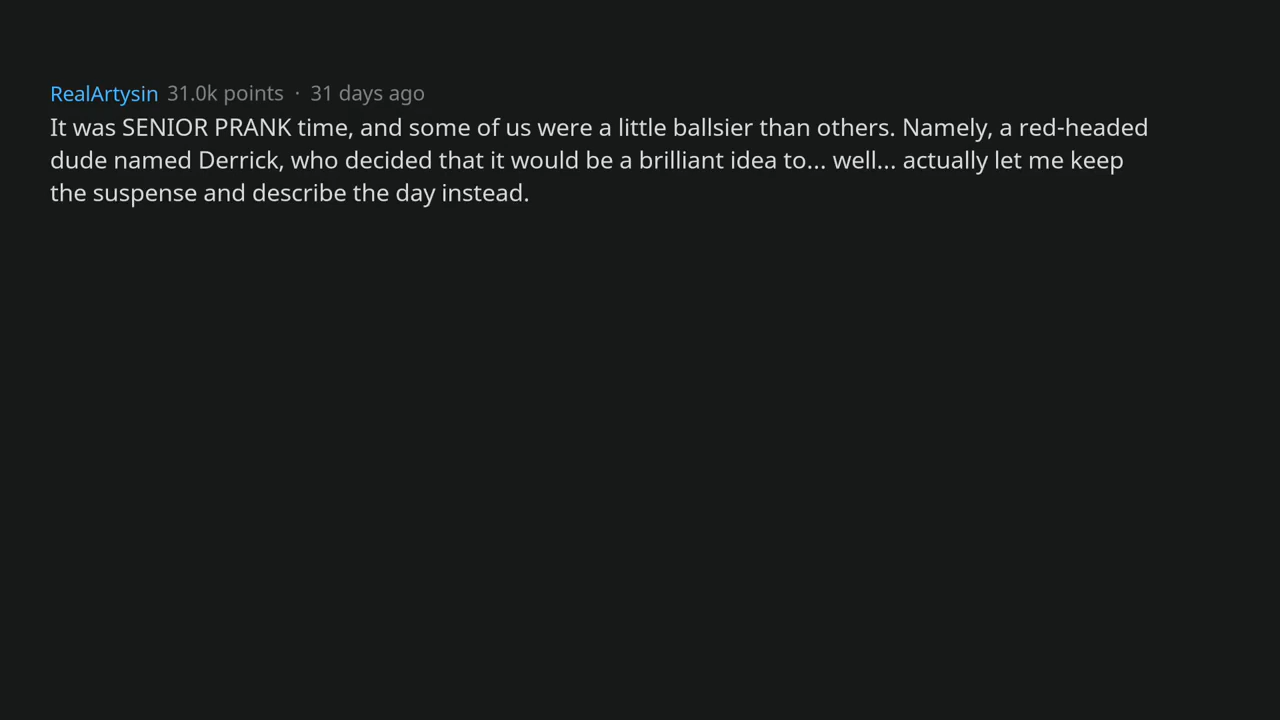 RealArtysin 31.0k points · 31 days ago
It was SENIOR PRANK time, and some of us were a little ballsier than others. Namely, a red-headed
dude named Derrick, who decided that it would be a brilliant idea to... well... actually let me keep
the suspense and describe the day instead.